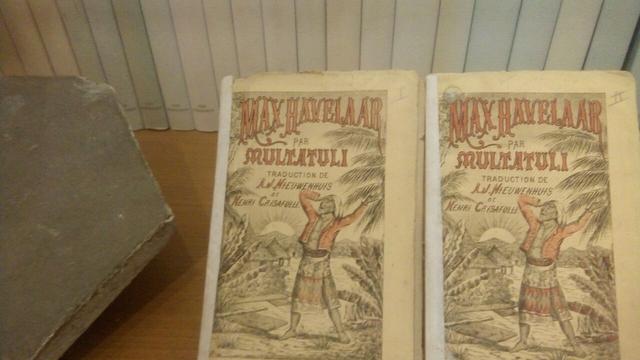 MAX HAVELAAR
PAR
MULTATULI
TRADUCTION DE
A.J. NIEUWENHUIS
ET
HENRI CRISAFULLI
I
MAX HAVELAAR
PAR
MULTATULI
TRADUCTION DE
A.J. NIEUWENHUIS
ET
HENRI CRISAFULLI
II